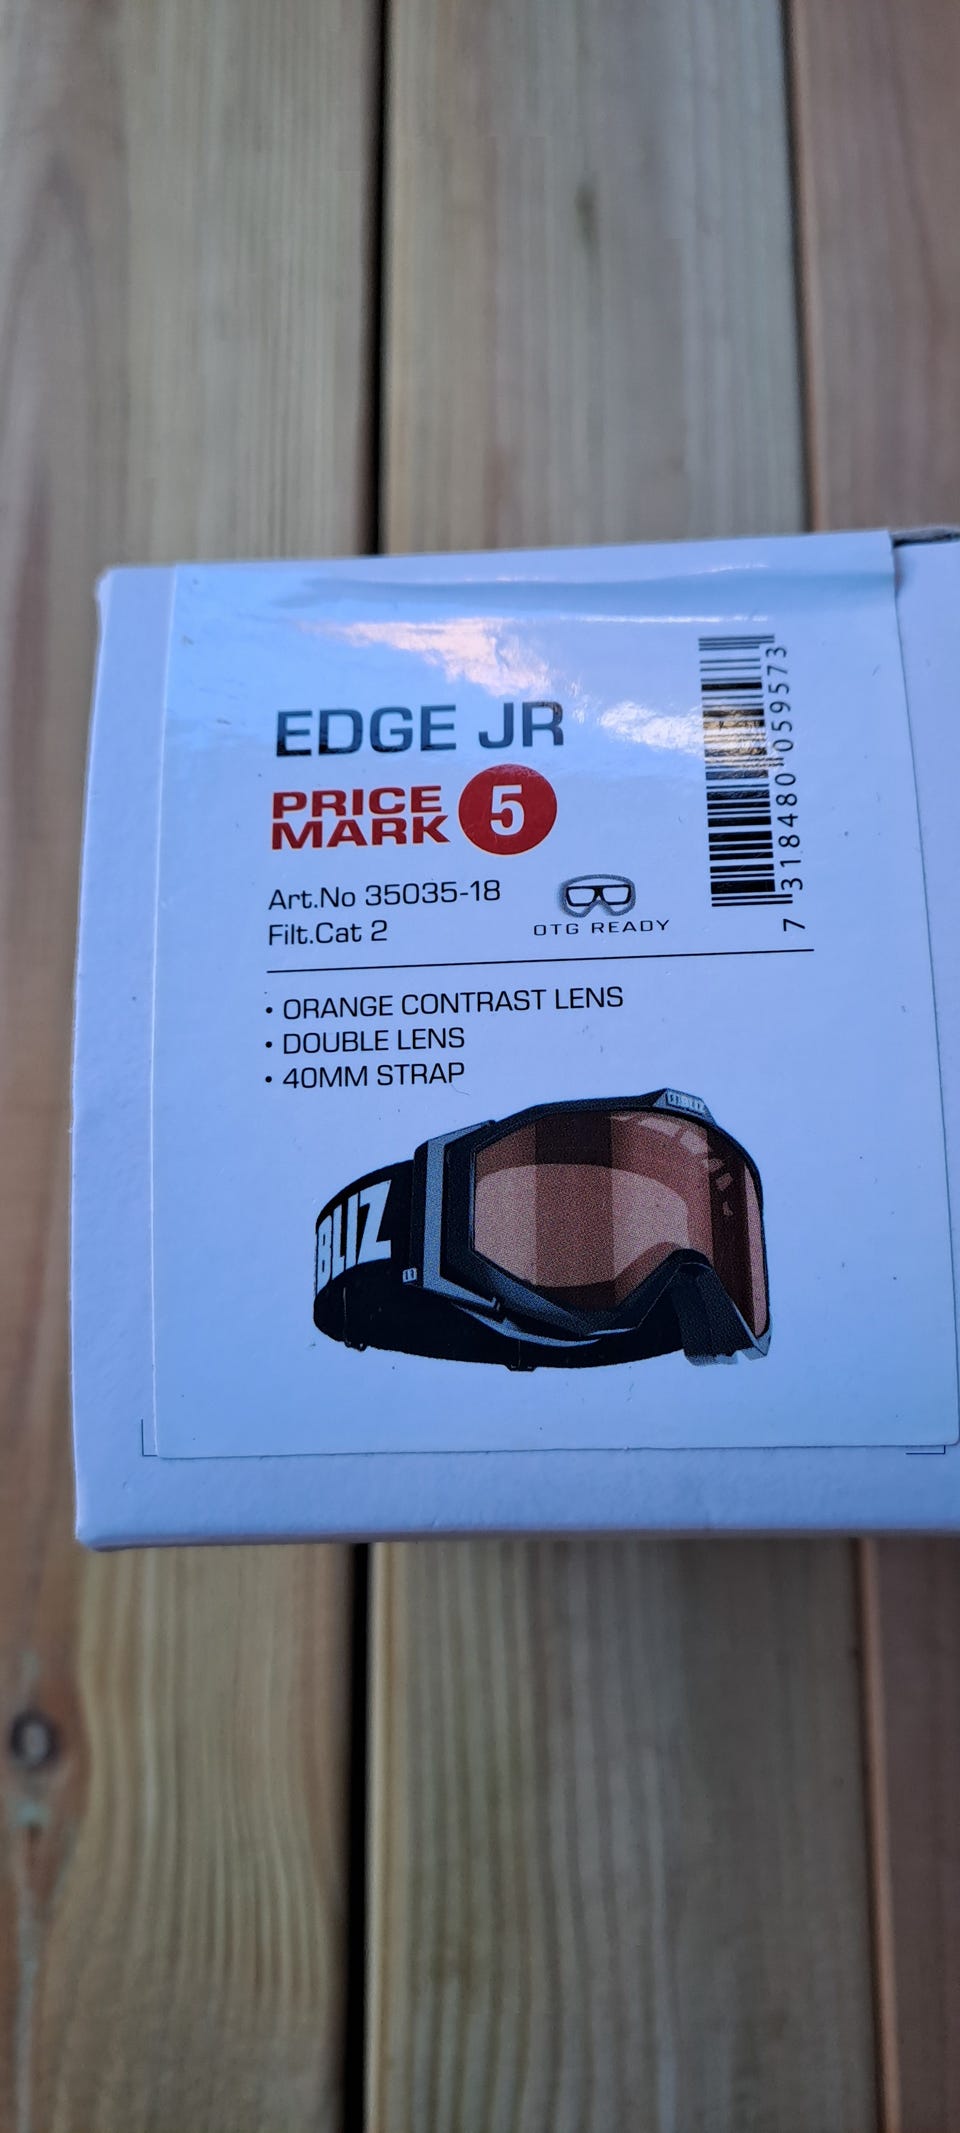 EDGE JR
PRICE
MARK 5
Art.No 35035-18
Filt.Cat 2
OTG READY
7 318480 059573
• ORANGE CONTRAST LENS
• DOUBLE LENS
• 40MM STRAP
BLIZ
BLIZ